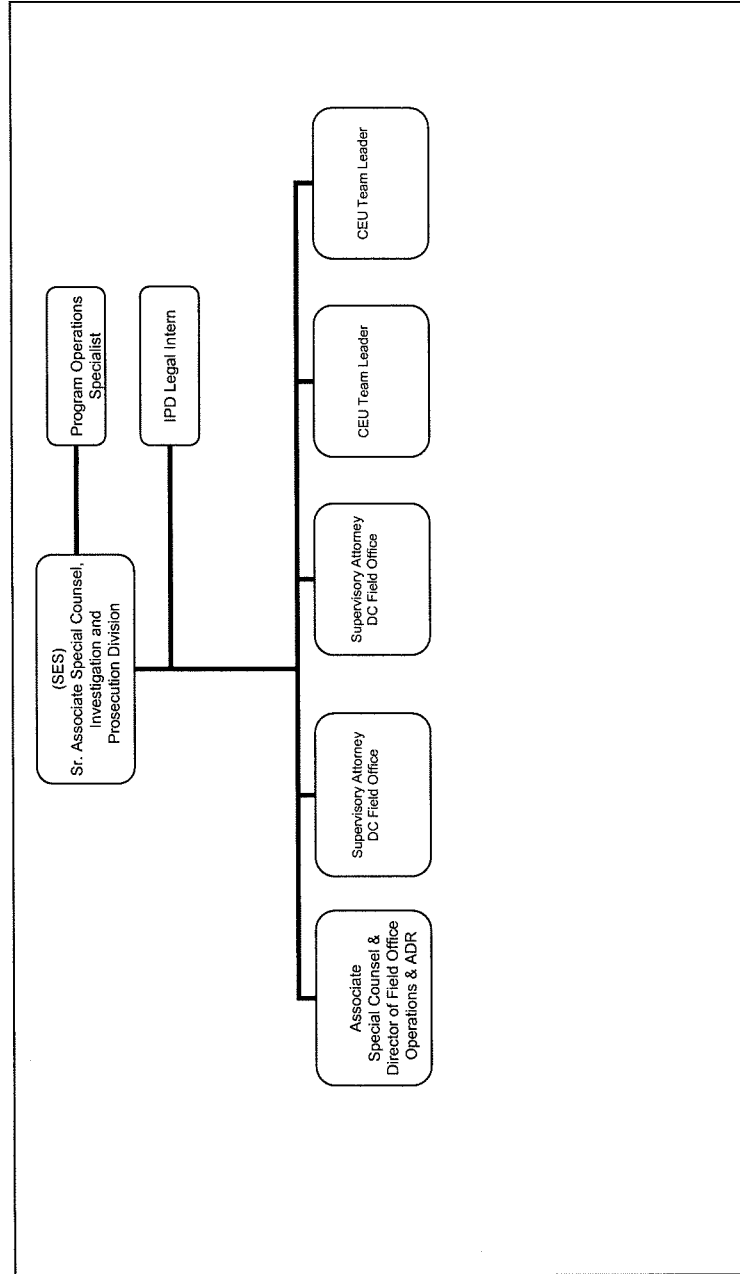 (SES)
Sr. Associate Special Counsel,
Investigation and
Prosecution Division
Program Operations
Specialist
IPD Legal Intern
Associate
Special Counsel &
Director of Field Office
Operations & ADR
Supervisory Attorney
DC Field Office
Supervisory Attorney
DC Field Office
CEU Team Leader
CEU Team Leader